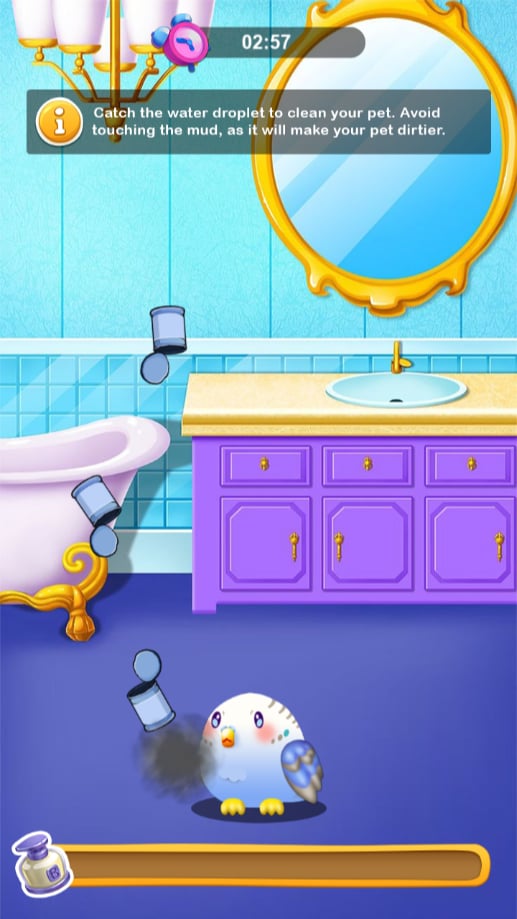 02:57
Catch the water droplet to clean your pet. Avoid
touching the mud, as it will make your pet dirtier.